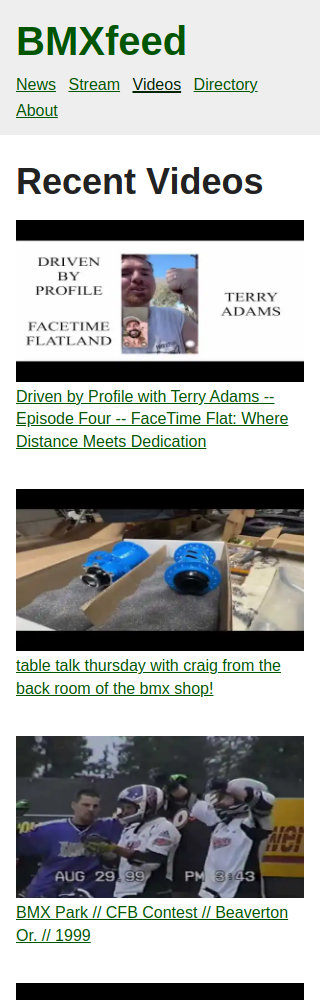 BMXfeed
News Stream Videos Directory
About
Recent Videos
DRIVEN
BY
PROFILE
FACETIME
FLATLAND
TERRY
ADAMS
Driven by Profile with Terry Adams --
Episode Four -- FaceTime Flat: Where
Distance Meets Dedication
table talk thursday with craig from the
back room of the bmx shop!
AUG 29.99 PM 3:43
BMX Park // CFB Contest // Beaverton
Or. // 1999